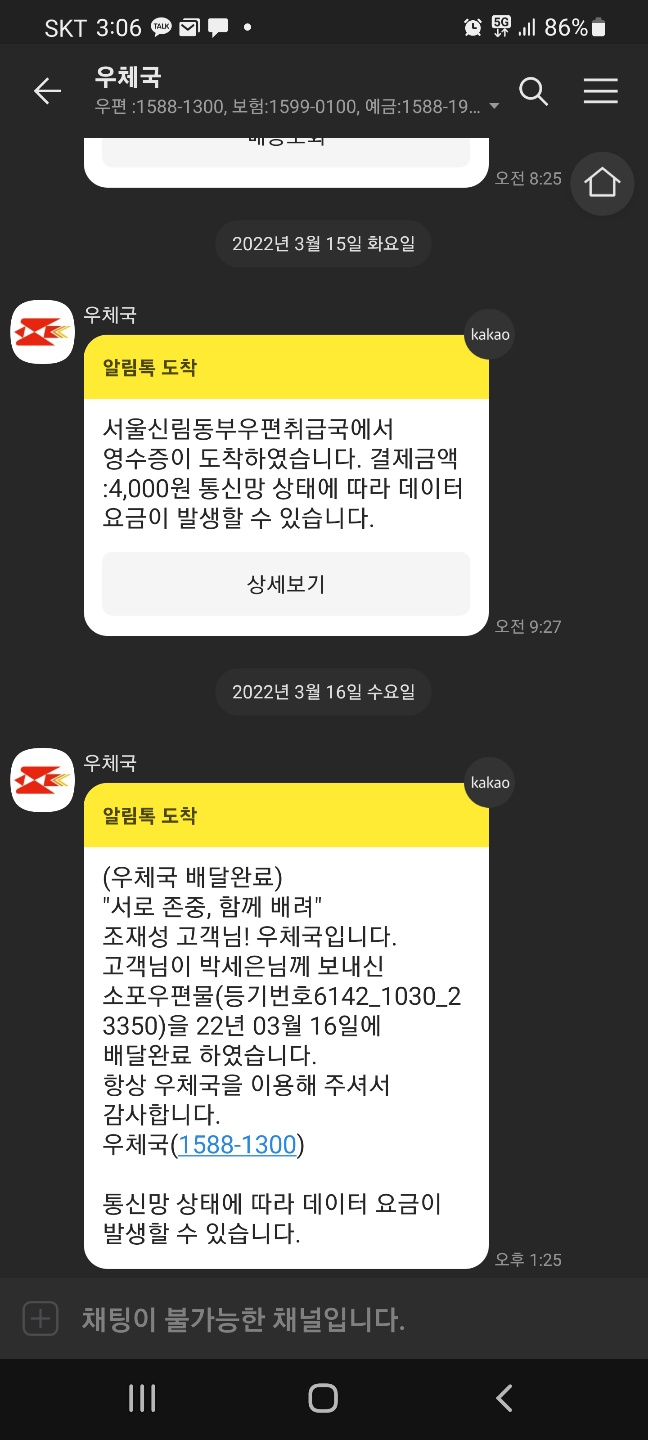 SKT 3:06 TALK 5G 86%
우체국
우편 :1588-1300, 보험:1599-0100, 예금:1588-19...
배송조회
오전 8:25
2022년 3월 15일 화요일
우체국
kakao
알림톡 도착
서울신림동부우편취급국에서
영수증이 도착하였습니다. 결제금액
:4,000원 통신망 상태에 따라 데이터
요금이 발생할 수 있습니다.
상세보기
오전 9:27
2022년 3월 16일 수요일
우체국
kakao
알림톡 도착
(우체국 배달완료)
"서로 존중, 함께 배려"
조재성 고객님! 우체국입니다.
고객님이 박세은님께 보내신
소포우편물(등기번호6142_1030_2
3350)을 22년 03월 16일에
배달완료 하였습니다.
항상 우체국을 이용해 주셔서
감사합니다.
우체국(1588-1300)
통신망 상태에 따라 데이터 요금이
발생할 수 있습니다.
오후 1:25
채팅이 불가능한 채널입니다.